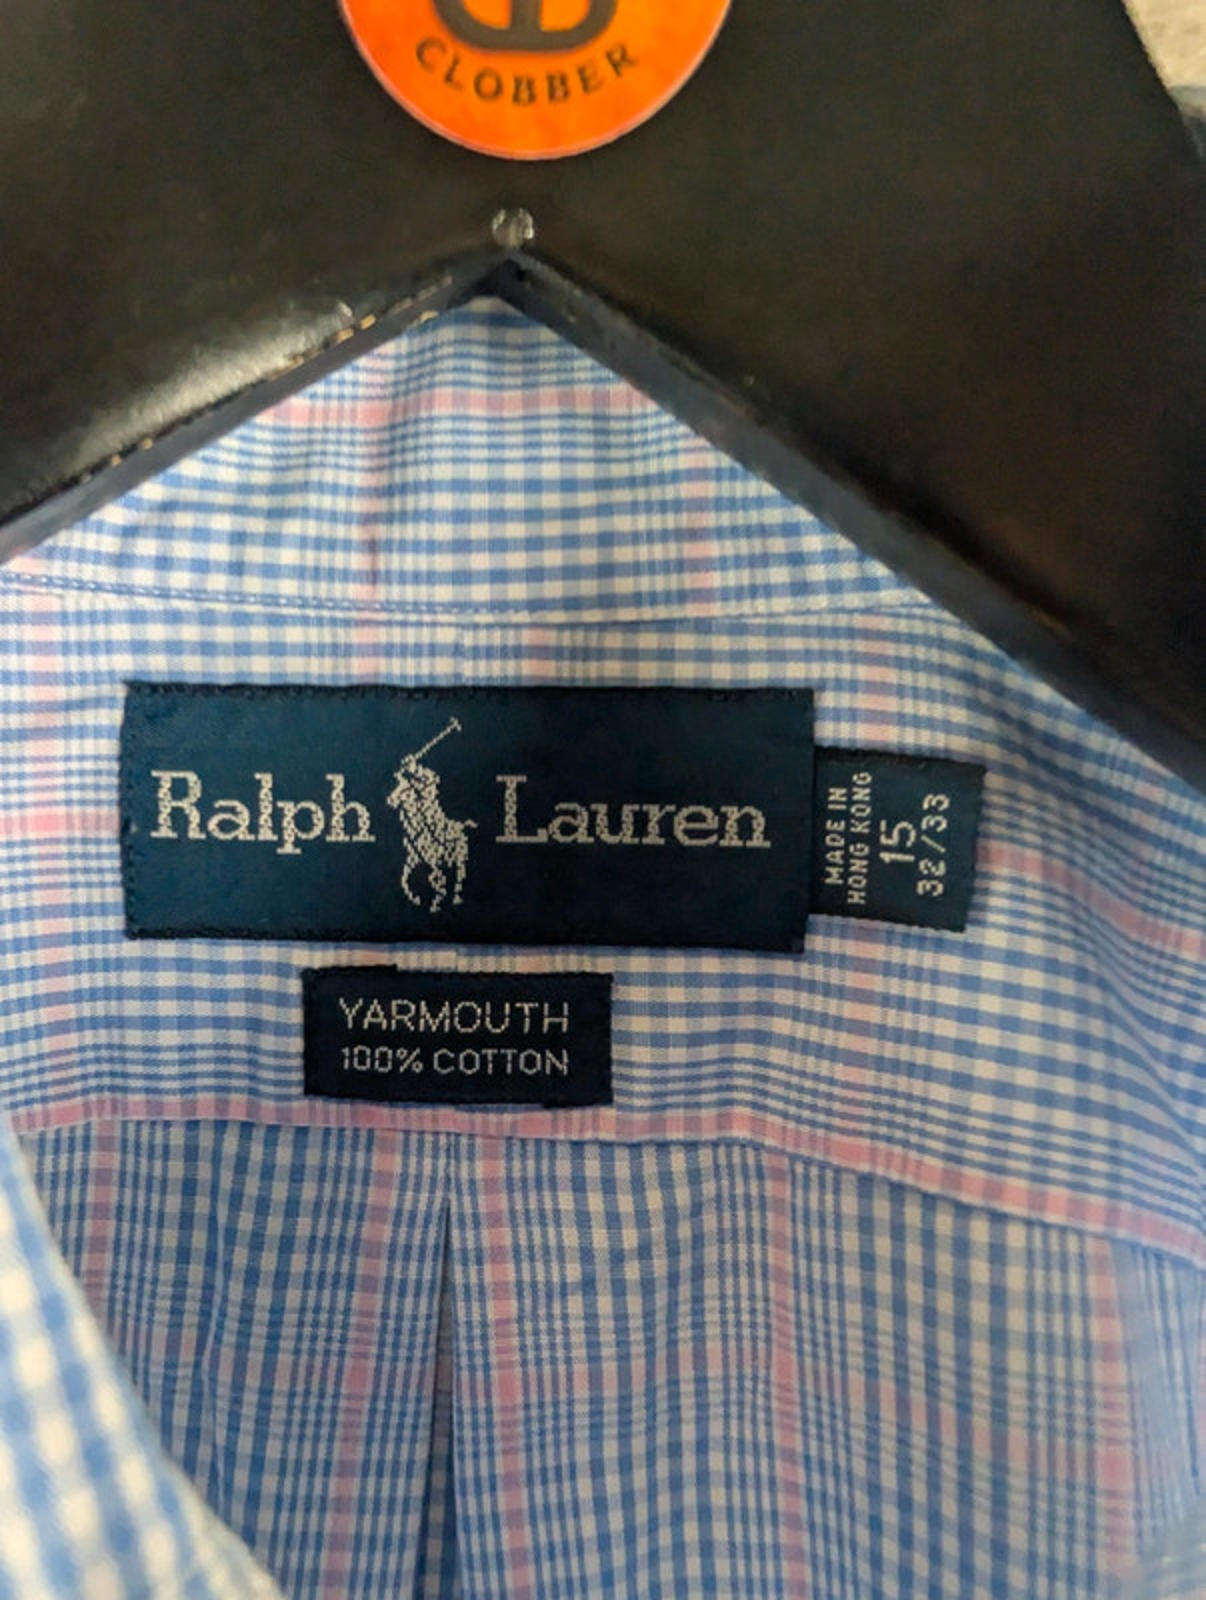 CLOBBER
Ralph Lauren
MADE IN
HONG KONG
15
32/33
YARMOUTH
100% COTTON